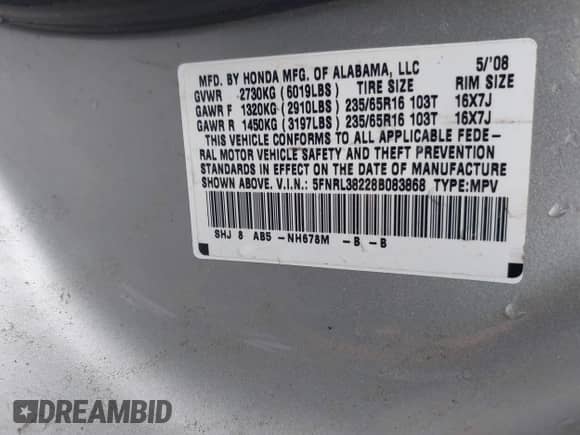 MFD. BY HONDA MFG. OF ALABAMA, LLC 5/'08
GVWR 2730KG (6019LBS) TIRE SIZE RIM SIZE
GAWR F 1320KG (2910LBS) 235/65R16 103T 16X7J
GAWR R 1450KG (3197LBS) 235/65R16 103T 16X7J
THIS VEHICLE CONFORMS TO ALL APPLICABLE FEDE-
RAL MOTOR VEHICLE SAFETY AND THEFT PREVENTION
STANDARDS IN EFFECT ON THE DATE OF MANUFACTURE
SHOWN ABOVE. V.I.N.: 5FNRL38228B083868 TYPE:MPV
SHJ 8 AB5 -NH678M -B -B
DREAMBID